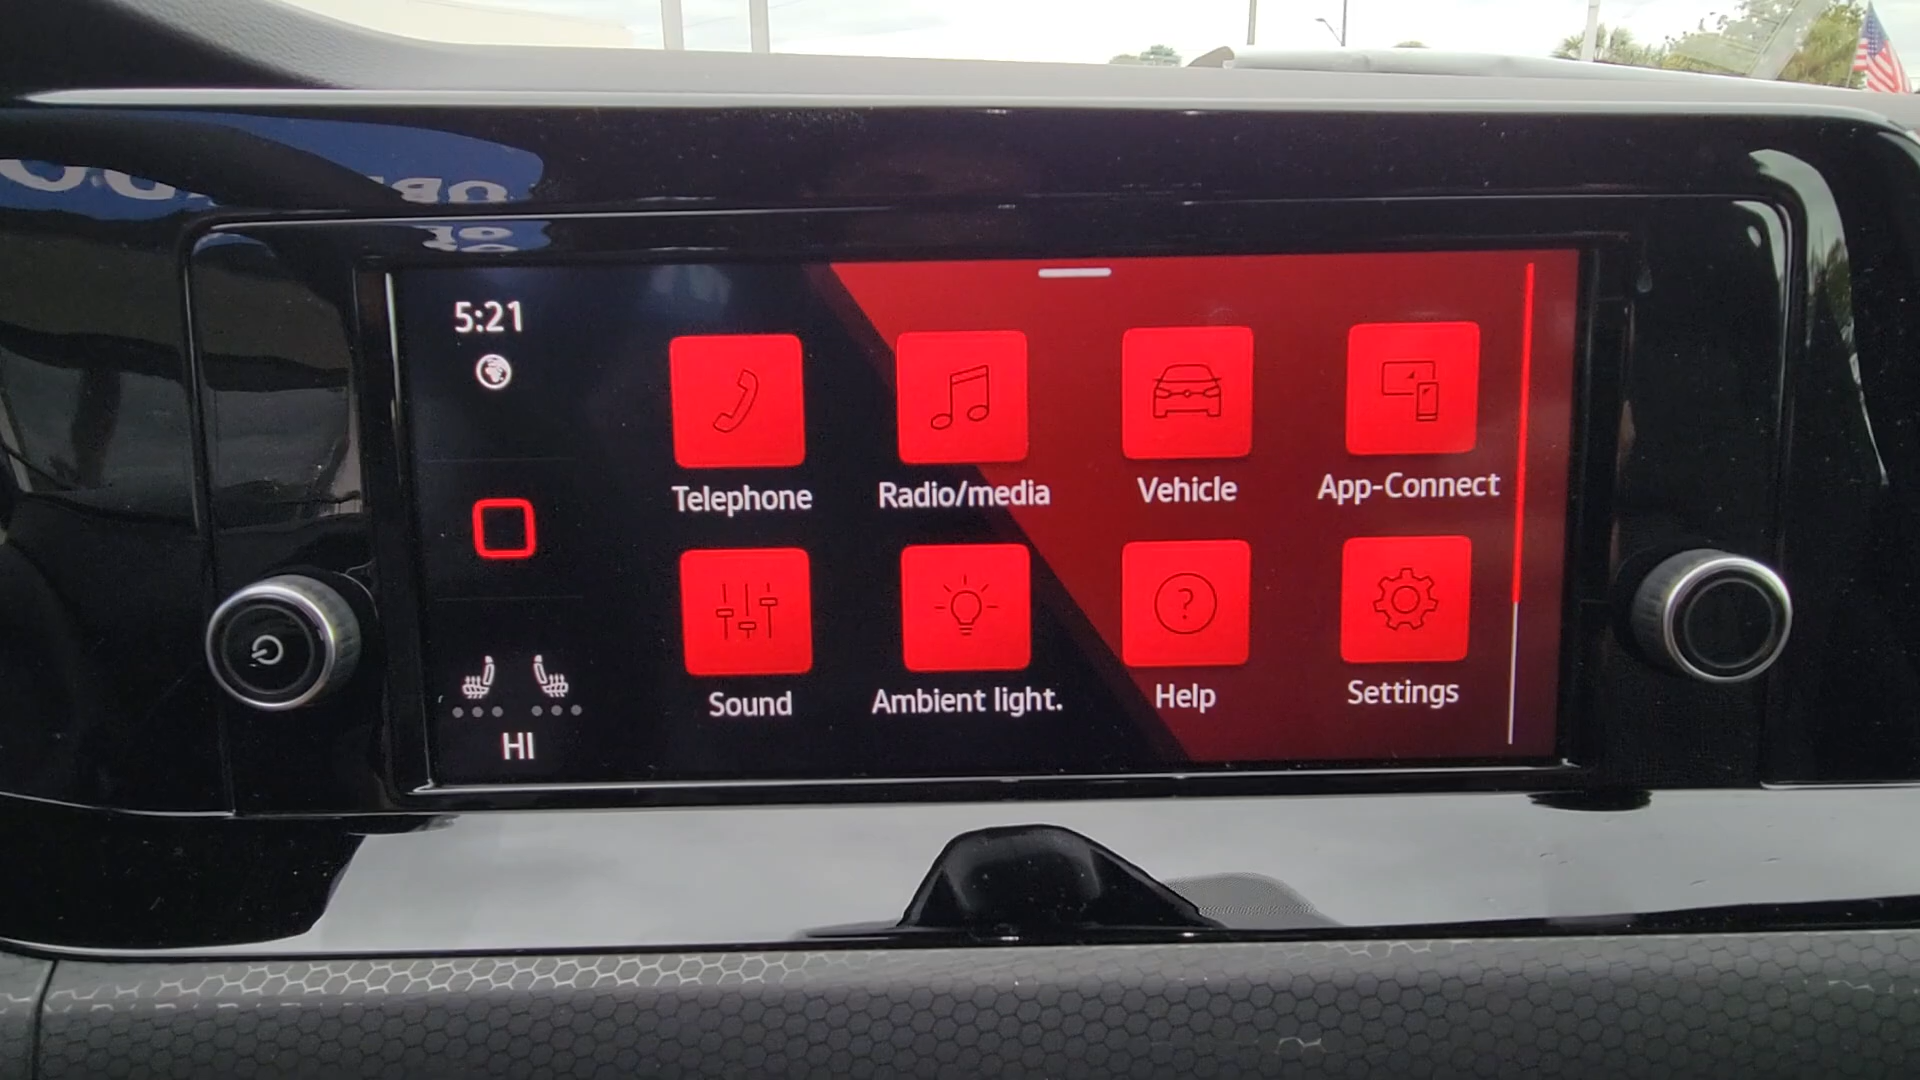 5:21
Telephone
Radio/media
Vehicle
App-Connect
Sound
Ambient light.
Help
Settings
HI